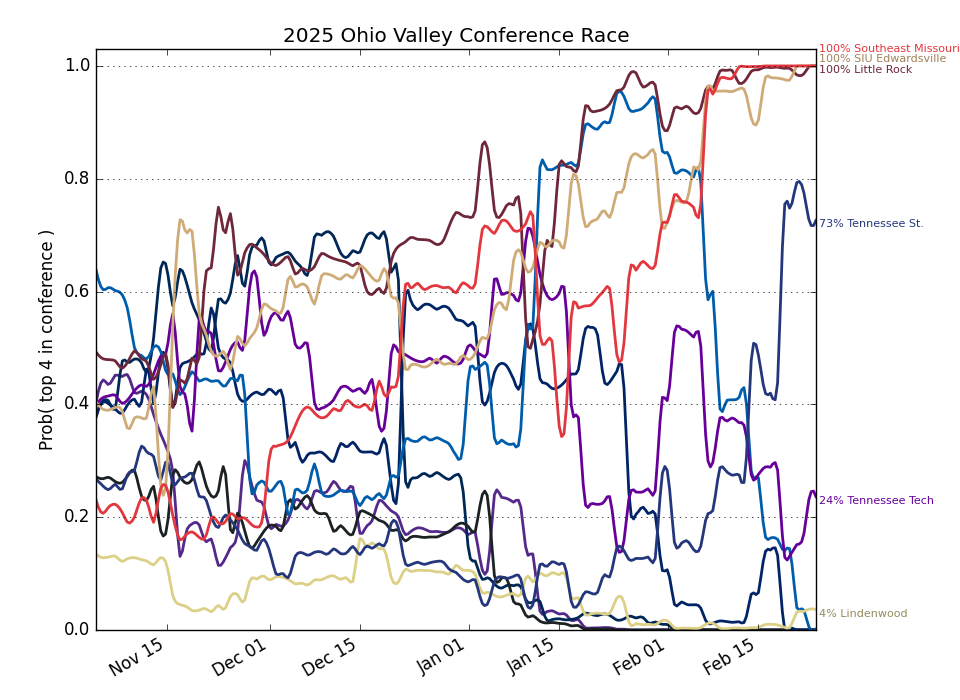 2025 Ohio Valley Conference Race
100% Southeast Missouri
100% SIU Edwardsville
100% Little Rock
73% Tennessee St.
24% Tennessee Tech
4% Lindenwood
Prob( top 4 in conference )
1.0
0.8
0.6
0.4
0.2
0.0
Nov 15
Dec 01
Dec 15
Jan 01
Jan 15
Feb 01
Feb 15